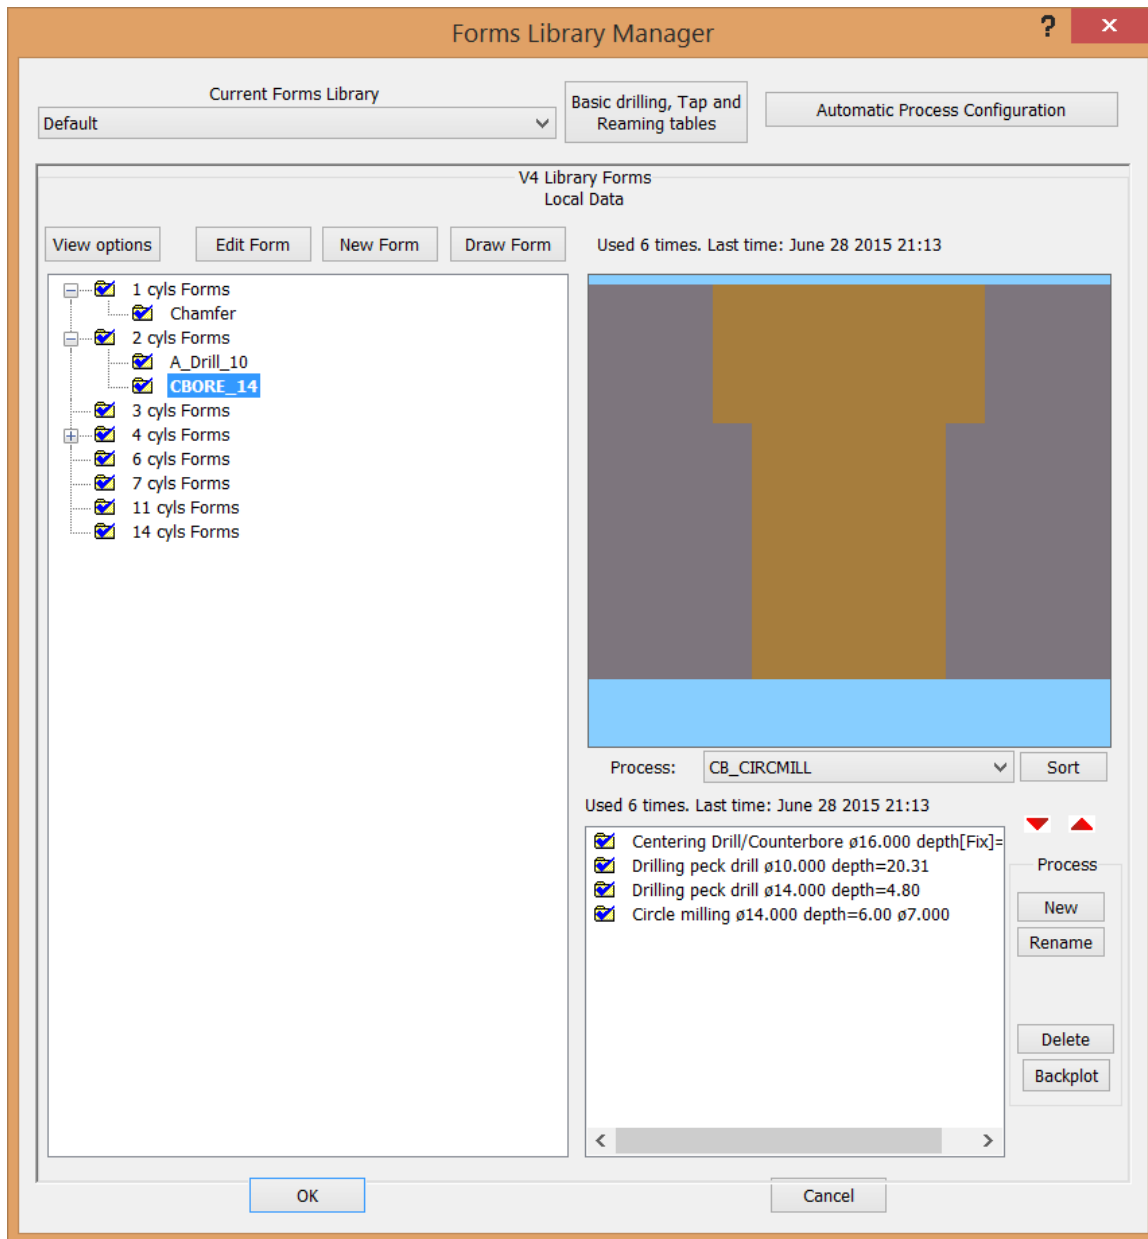 Forms Library Manager
?
Current Forms Library
Default
Basic drilling, Tap and
Reaming tables
Automatic Process Configuration
V4 Library Forms
Local Data
View options
Edit Form
New Form
Draw Form
Used 6 times. Last time: June 28 2015 21:13
1 cyls Forms
Chamfer
2 cyls Forms
A_Drill_10
CBORE_14
3 cyls Forms
4 cyls Forms
6 cyls Forms
7 cyls Forms
11 cyls Forms
14 cyls Forms
Process:
CB_CIRCMILL
Sort
Used 6 times. Last time: June 28 2015 21:13
Centering Drill/Counterbore ø16.000 depth[Fix]=
Drilling peck drill ø10.000 depth=20.31
Drilling peck drill ø14.000 depth=4.80
Circle milling ø14.000 depth=6.00 ø7.000
Process
New
Rename
Delete
Backplot
OK
Cancel